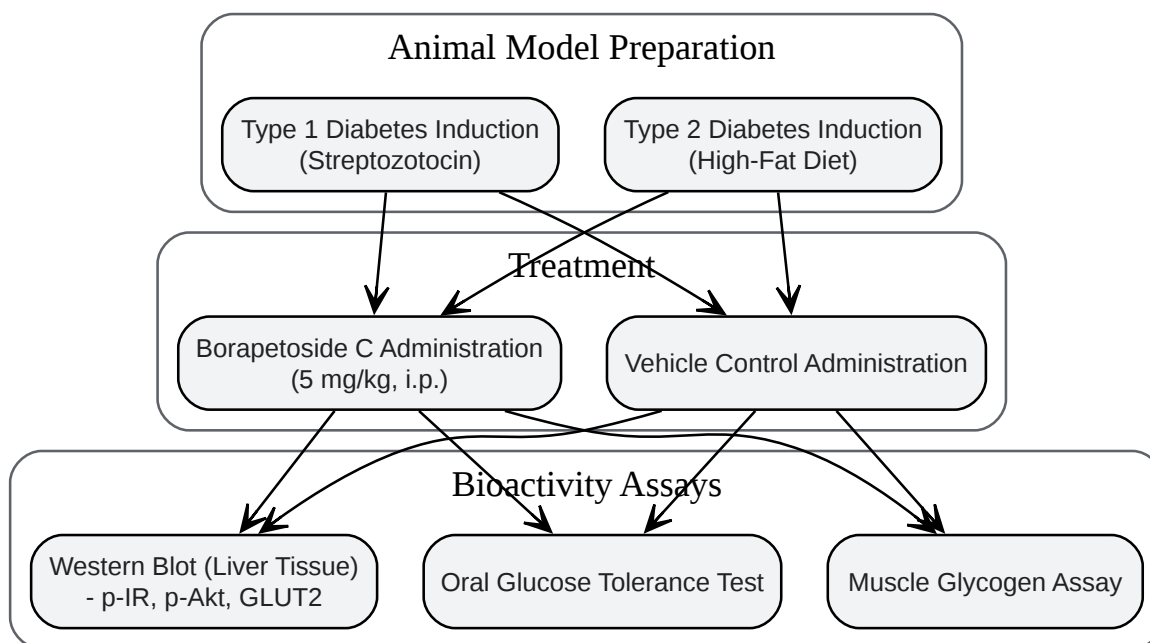 Animal Model Preparation
Type 1 Diabetes Induction
(Streptozotocin)
Type 2 Diabetes Induction
(High-Fat Diet)
Treatment
Borapetoside C Administration
(5 mg/kg, i.p.)
Vehicle Control Administration
Bioactivity Assays
Western Blot (Liver Tissue)
- p-IR, p-Akt, GLUT2
Oral Glucose Tolerance Test
Muscle Glycogen Assay